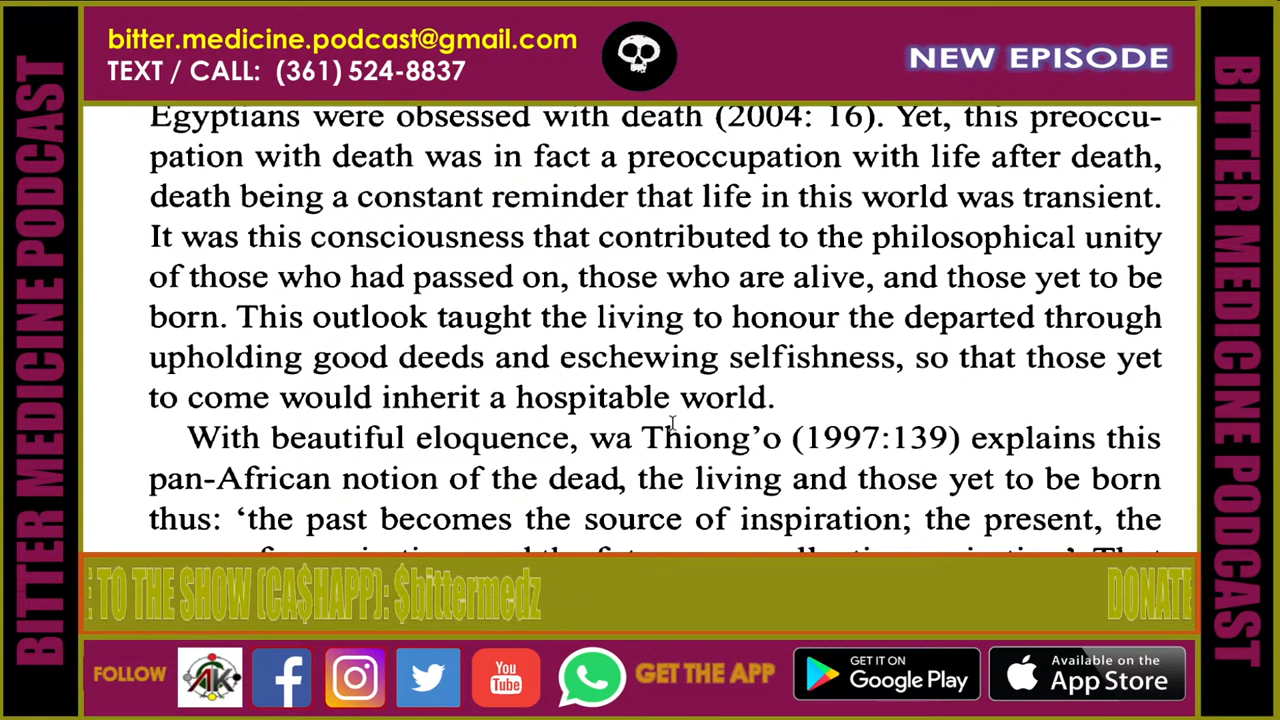 bitter.medicine.podcast@gmail.com
TEXT / CALL: (361) 524-8837
NEW EPISODE
BITTER MEDICINE PODCAST
Egyptians were obsessed with death (2004: 16). Yet, this preoccu-
pation with death was in fact a preoccupation with life after death,
death being a constant reminder that life in this world was transient.
It was this consciousness that contributed to the philosophical unity
of those who had passed on, those who are alive, and those yet to be
born. This outlook taught the living to honour the departed through
upholding good deeds and eschewing selfishness, so that those yet
to come would inherit a hospitable world.
With beautiful eloquence, wa Thiong’o (1997:139) explains this
pan-African notion of the dead, the living and those yet to be born
thus: ‘the past becomes the source of inspiration; the present, the
BITTER MEDICINE PODCAST
TO THE SHOW (CA$HAPP): $bittermedz
DONATE
FOLLOW
You
Tube
GET THE APP
GET IT ON
Google Play
Available on the
App Store